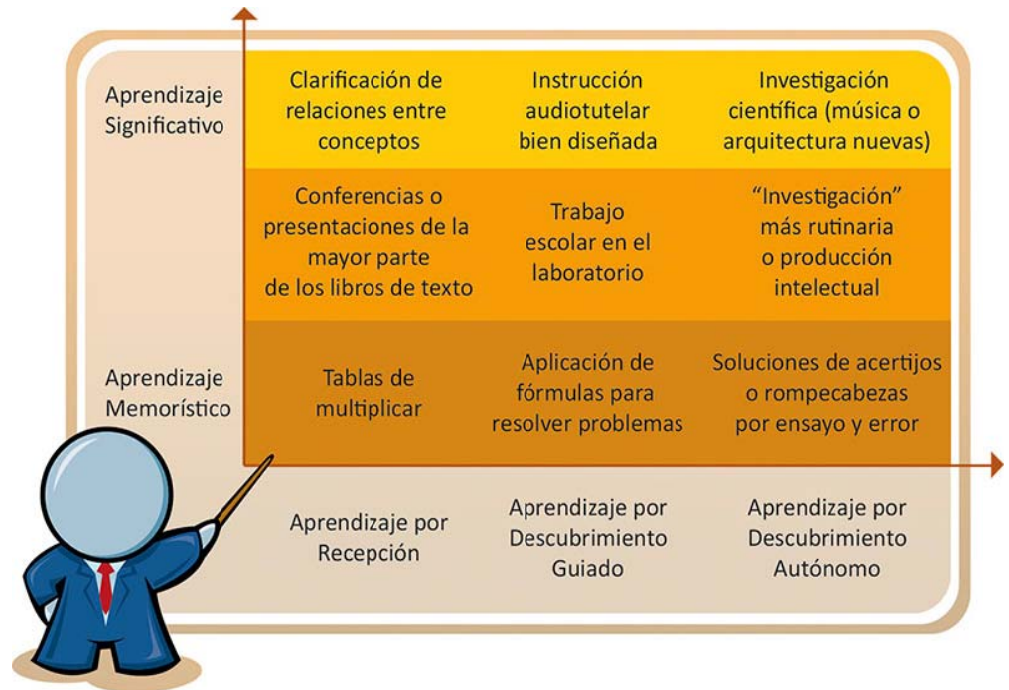 Aprendizaje
Significativo
Clarificación de
relaciones entre
conceptos
Instrucción
audiotutelar
bien diseñada
Investigación
científica (música o
arquitectura nuevas)
Conferencias o
presentaciones de la
mayor parte
de los libros de texto
Trabajo
escolar en el
laboratorio
“Investigación”
más rutinaria
o producción
intelectual
Aprendizaje
Memorístico
Tablas de
multiplicar
Aplicación de
fórmulas para
resolver problemas
Soluciones de acertijos
o rompecabezas
por ensayo y error
Aprendizaje por
Recepción
Aprendizaje por
Descubrimiento
Guiado
Aprendizaje por
Descubrimiento
Autónomo